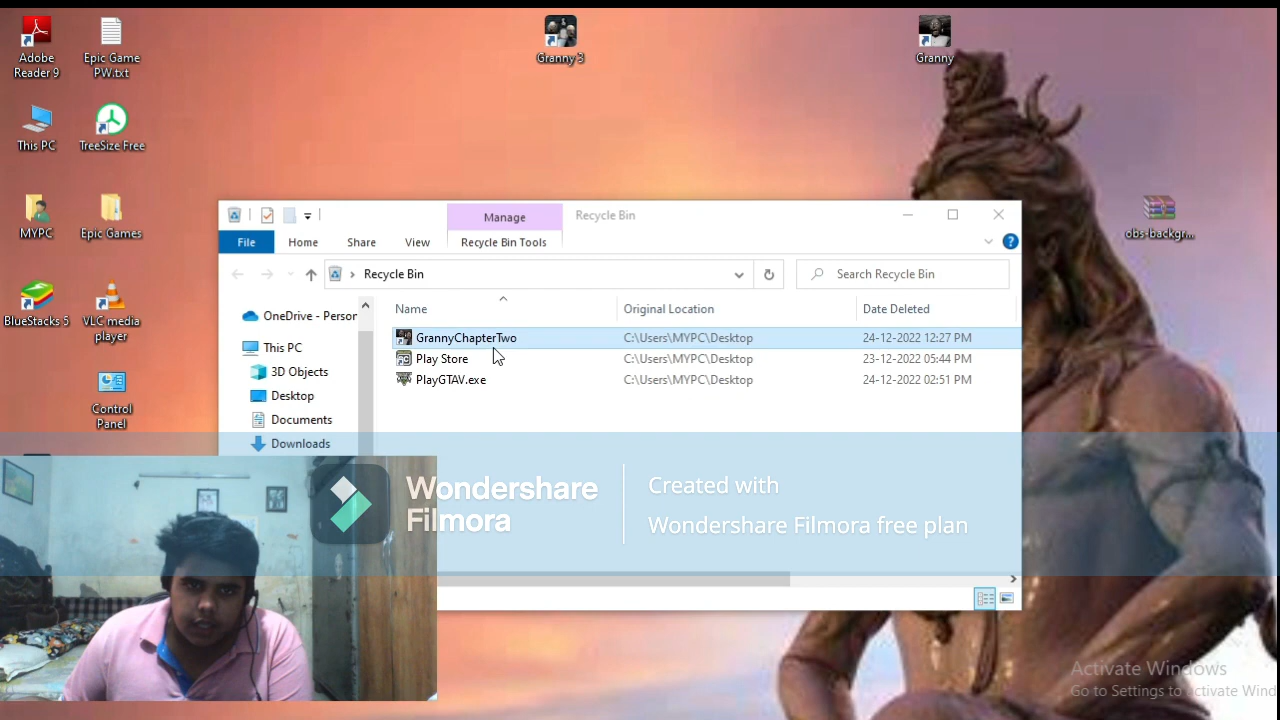 Adobe
Reader 9
Epic Game
PW.txt
Granny 3
Granny
This PC
TreeSize Free
MYPC
Epic Games
obs-backgr...
BlueStacks 5
VLC media
player
Control
Panel
Manage
Recycle Bin
File
Home
Share
View
Recycle Bin Tools
Recycle Bin
Search Recycle Bin
Name
Original Location
Date Deleted
OneDrive - Person
This PC
3D Objects
Desktop
Documents
Downloads
GrannyChapterTwo
C:\Users\MYPC\Desktop
24-12-2022 12:27 PM
Play Store
C:\Users\MYPC\Desktop
23-12-2022 05:44 PM
PlayGTAV.exe
C:\Users\MYPC\Desktop
24-12-2022 02:51 PM
Wondershare
Filmora
Created with
Wondershare Filmora free plan
Activate Windows
Go to Settings to activate Wind